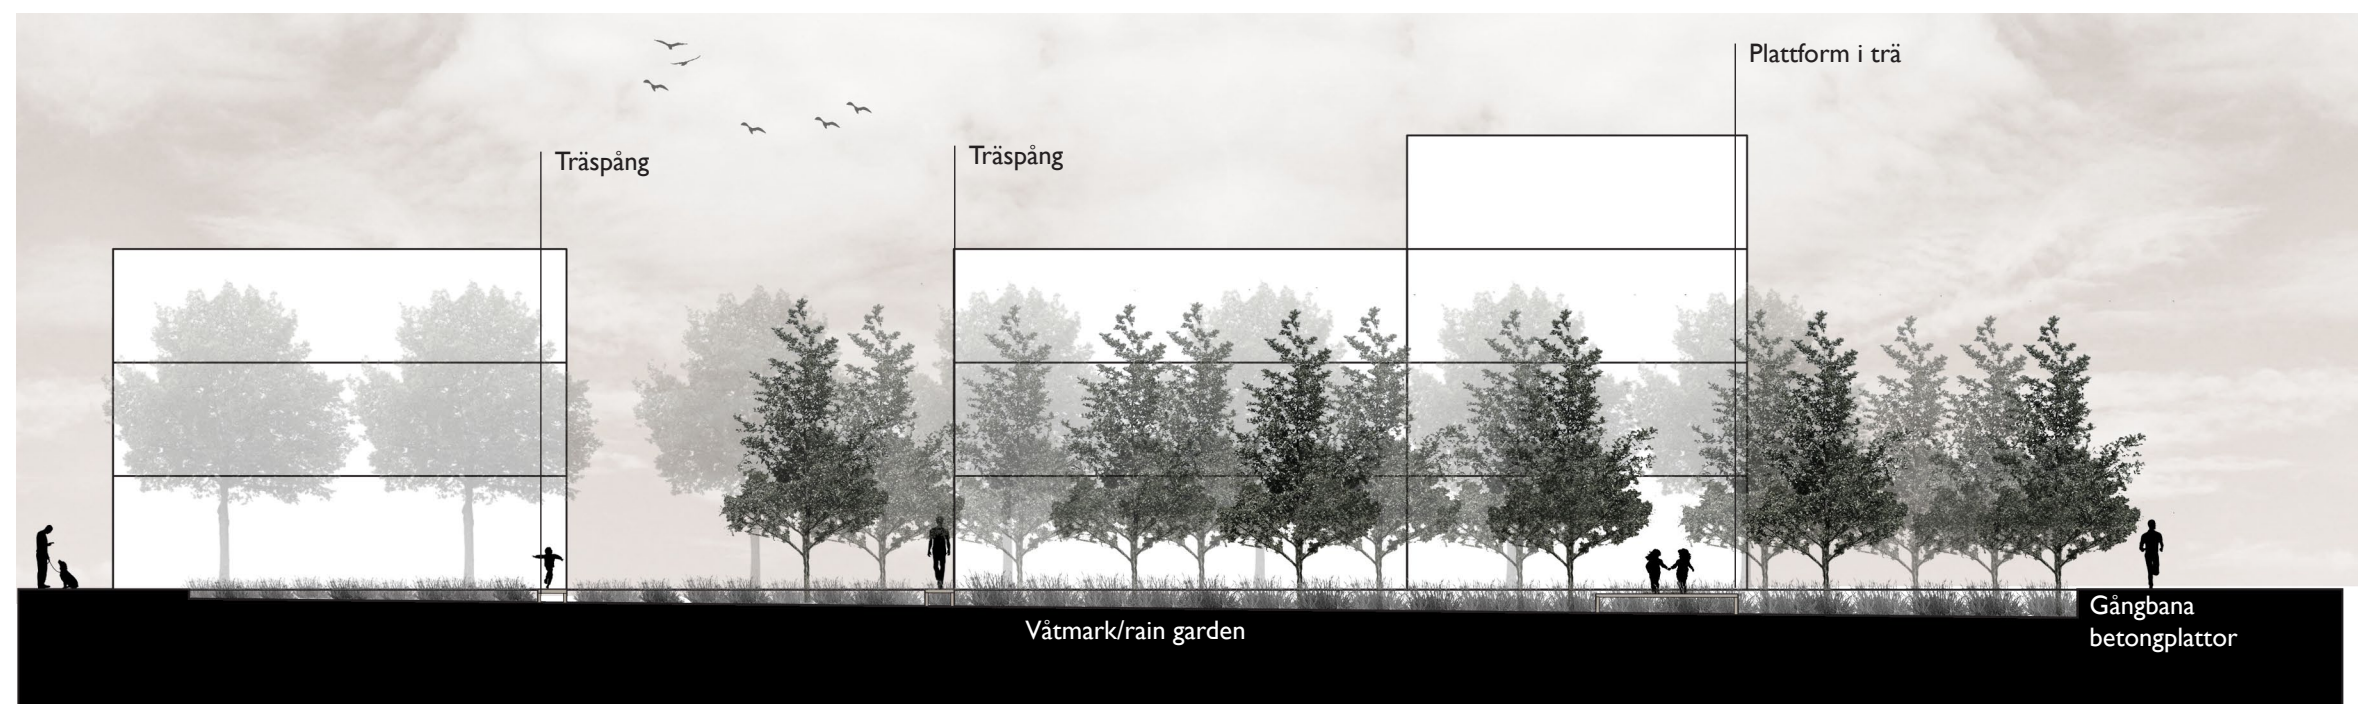 Plattform i trä
Träspång
Träspång
Våtmark/rain garden
Gångbana
betongplattor